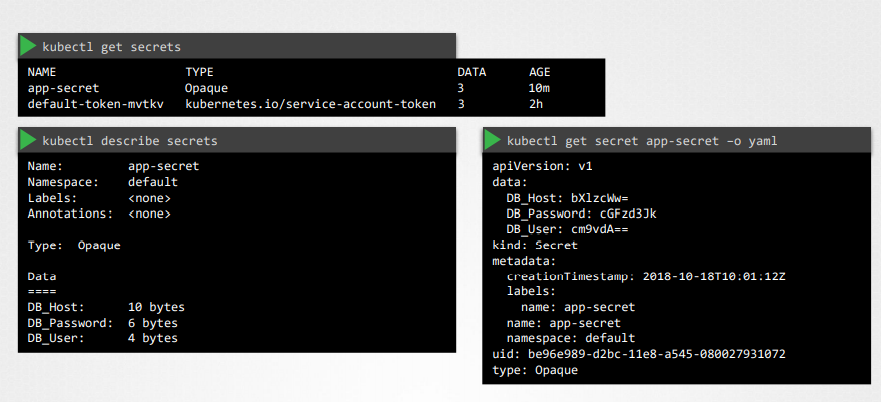 kubectl get secrets
NAME TYPE DATA AGE
app-secret Opaque 3 10m
default-token-mvtkv kubernetes.io/service-account-token 3 2h
kubectl describe secrets
Name: app-secret
Namespace: default
Labels: <none>
Annotations: <none>
Type: Opaque
Data
====
DB_Host: 10 bytes
DB_Password: 6 bytes
DB_User: 4 bytes
kubectl get secret app-secret –o yaml
apiVersion: v1
data:
DB_Host: bXlzcWw=
DB_Password: cGFzd3Jk
DB_User: cm9vdA==
kind: Secret
metadata:
creationTimestamp: 2018-10-18T10:01:12Z
labels:
name: app-secret
name: app-secret
namespace: default
uid: be96e989-d2bc-11e8-a545-080027931072
type: Opaque